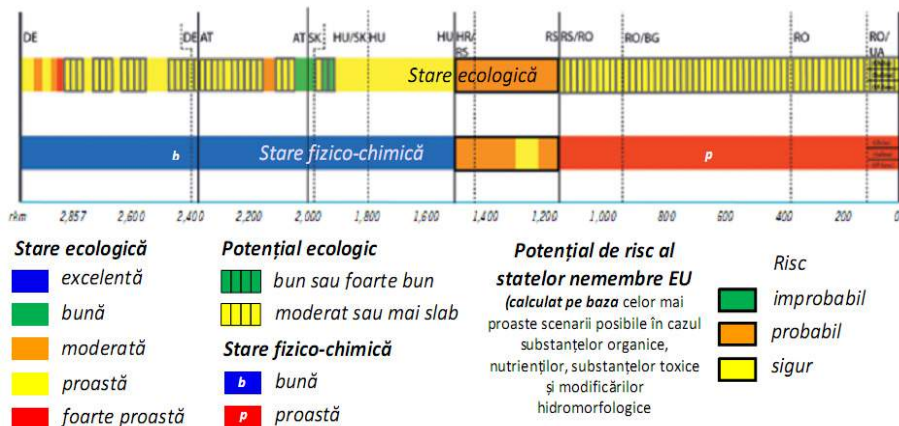 DE
DE AT
AT SK
HU/SK HU
HU HR/
RS
RS RS/RO
RO/BG
RO
RO/
UA
Stare ecologică
b
Stare fizico-chimică
p
rkm 2,857 2,600 2,400 2,200 2,000 1,800 1,600 1,400 1,200 1,000 800 600 400 200 0
Stare ecologică
excelentă
bună
moderată
proastă
foarte proastă
Potențial ecologic
bun sau foarte bun
moderat sau mai slab
Stare fizico-chimică
b bună
p proastă
Potențial de risc al
statelor nemembre EU
(calculat pe baza celor mai
proaste scenarii posibile în cazul
substanțelor organice,
nutrienților, substanțelor toxice
și modificărilor
hidromorfologice
Risc
improbabil
probabil
sigur